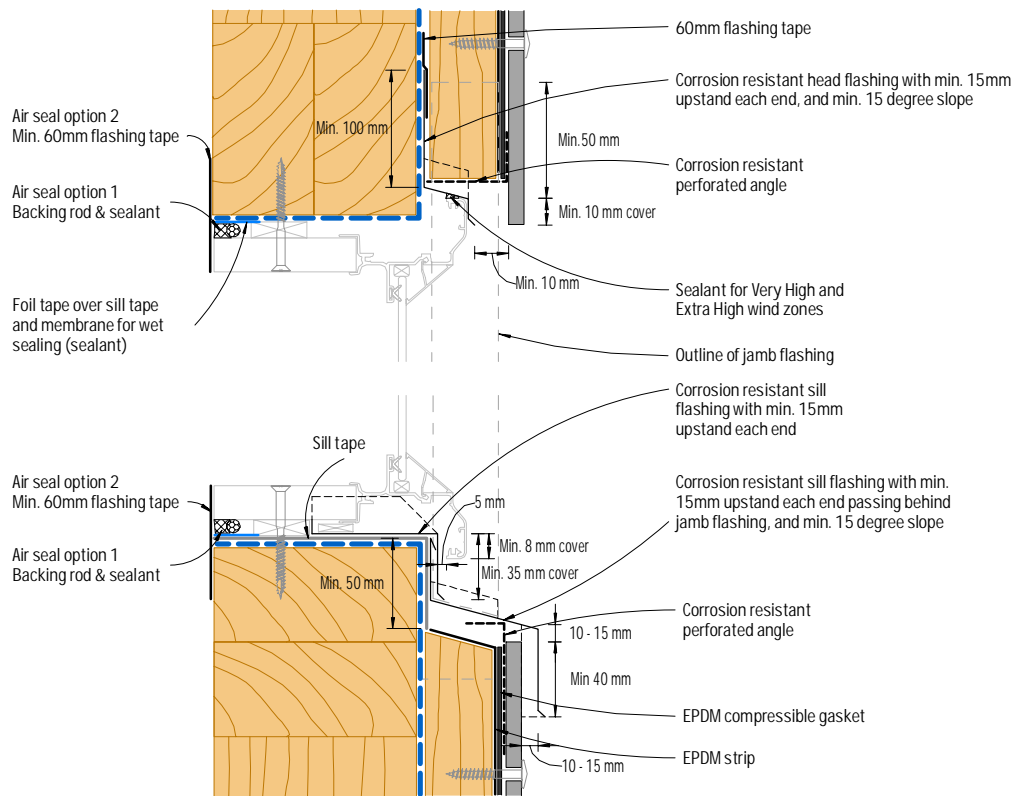 60mm flashing tape
Corrosion resistant head flashing with min. 15mm
upstand each end, and min. 15 degree slope
Air seal option 2
Min. 60mm flashing tape
Min. 100 mm
Min.50 mm
Corrosion resistant
perforated angle
Air seal option 1
Backing rod & sealant
Min. 10 mm cover
Min. 10 mm
Sealant for Very High and
Extra High wind zones
Foil tape over sill tape
and membrane for wet
sealing (sealant)
Outline of jamb flashing
Corrosion resistant sill
flashing with min. 15mm
upstand each end
Sill tape
Air seal option 2
Min. 60mm flashing tape
Corrosion resistant sill flashing with min.
15mm upstand each end passing behind
jamb flashing, and min. 15 degree slope
5 mm
Min. 8 mm cover
Air seal option 1
Backing rod & sealant
Min. 50 mm
Min. 35 mm cover
Corrosion resistant
perforated angle
10 - 15 mm
Min 40 mm
EPDM compressible gasket
EPDM strip
10 - 15 mm